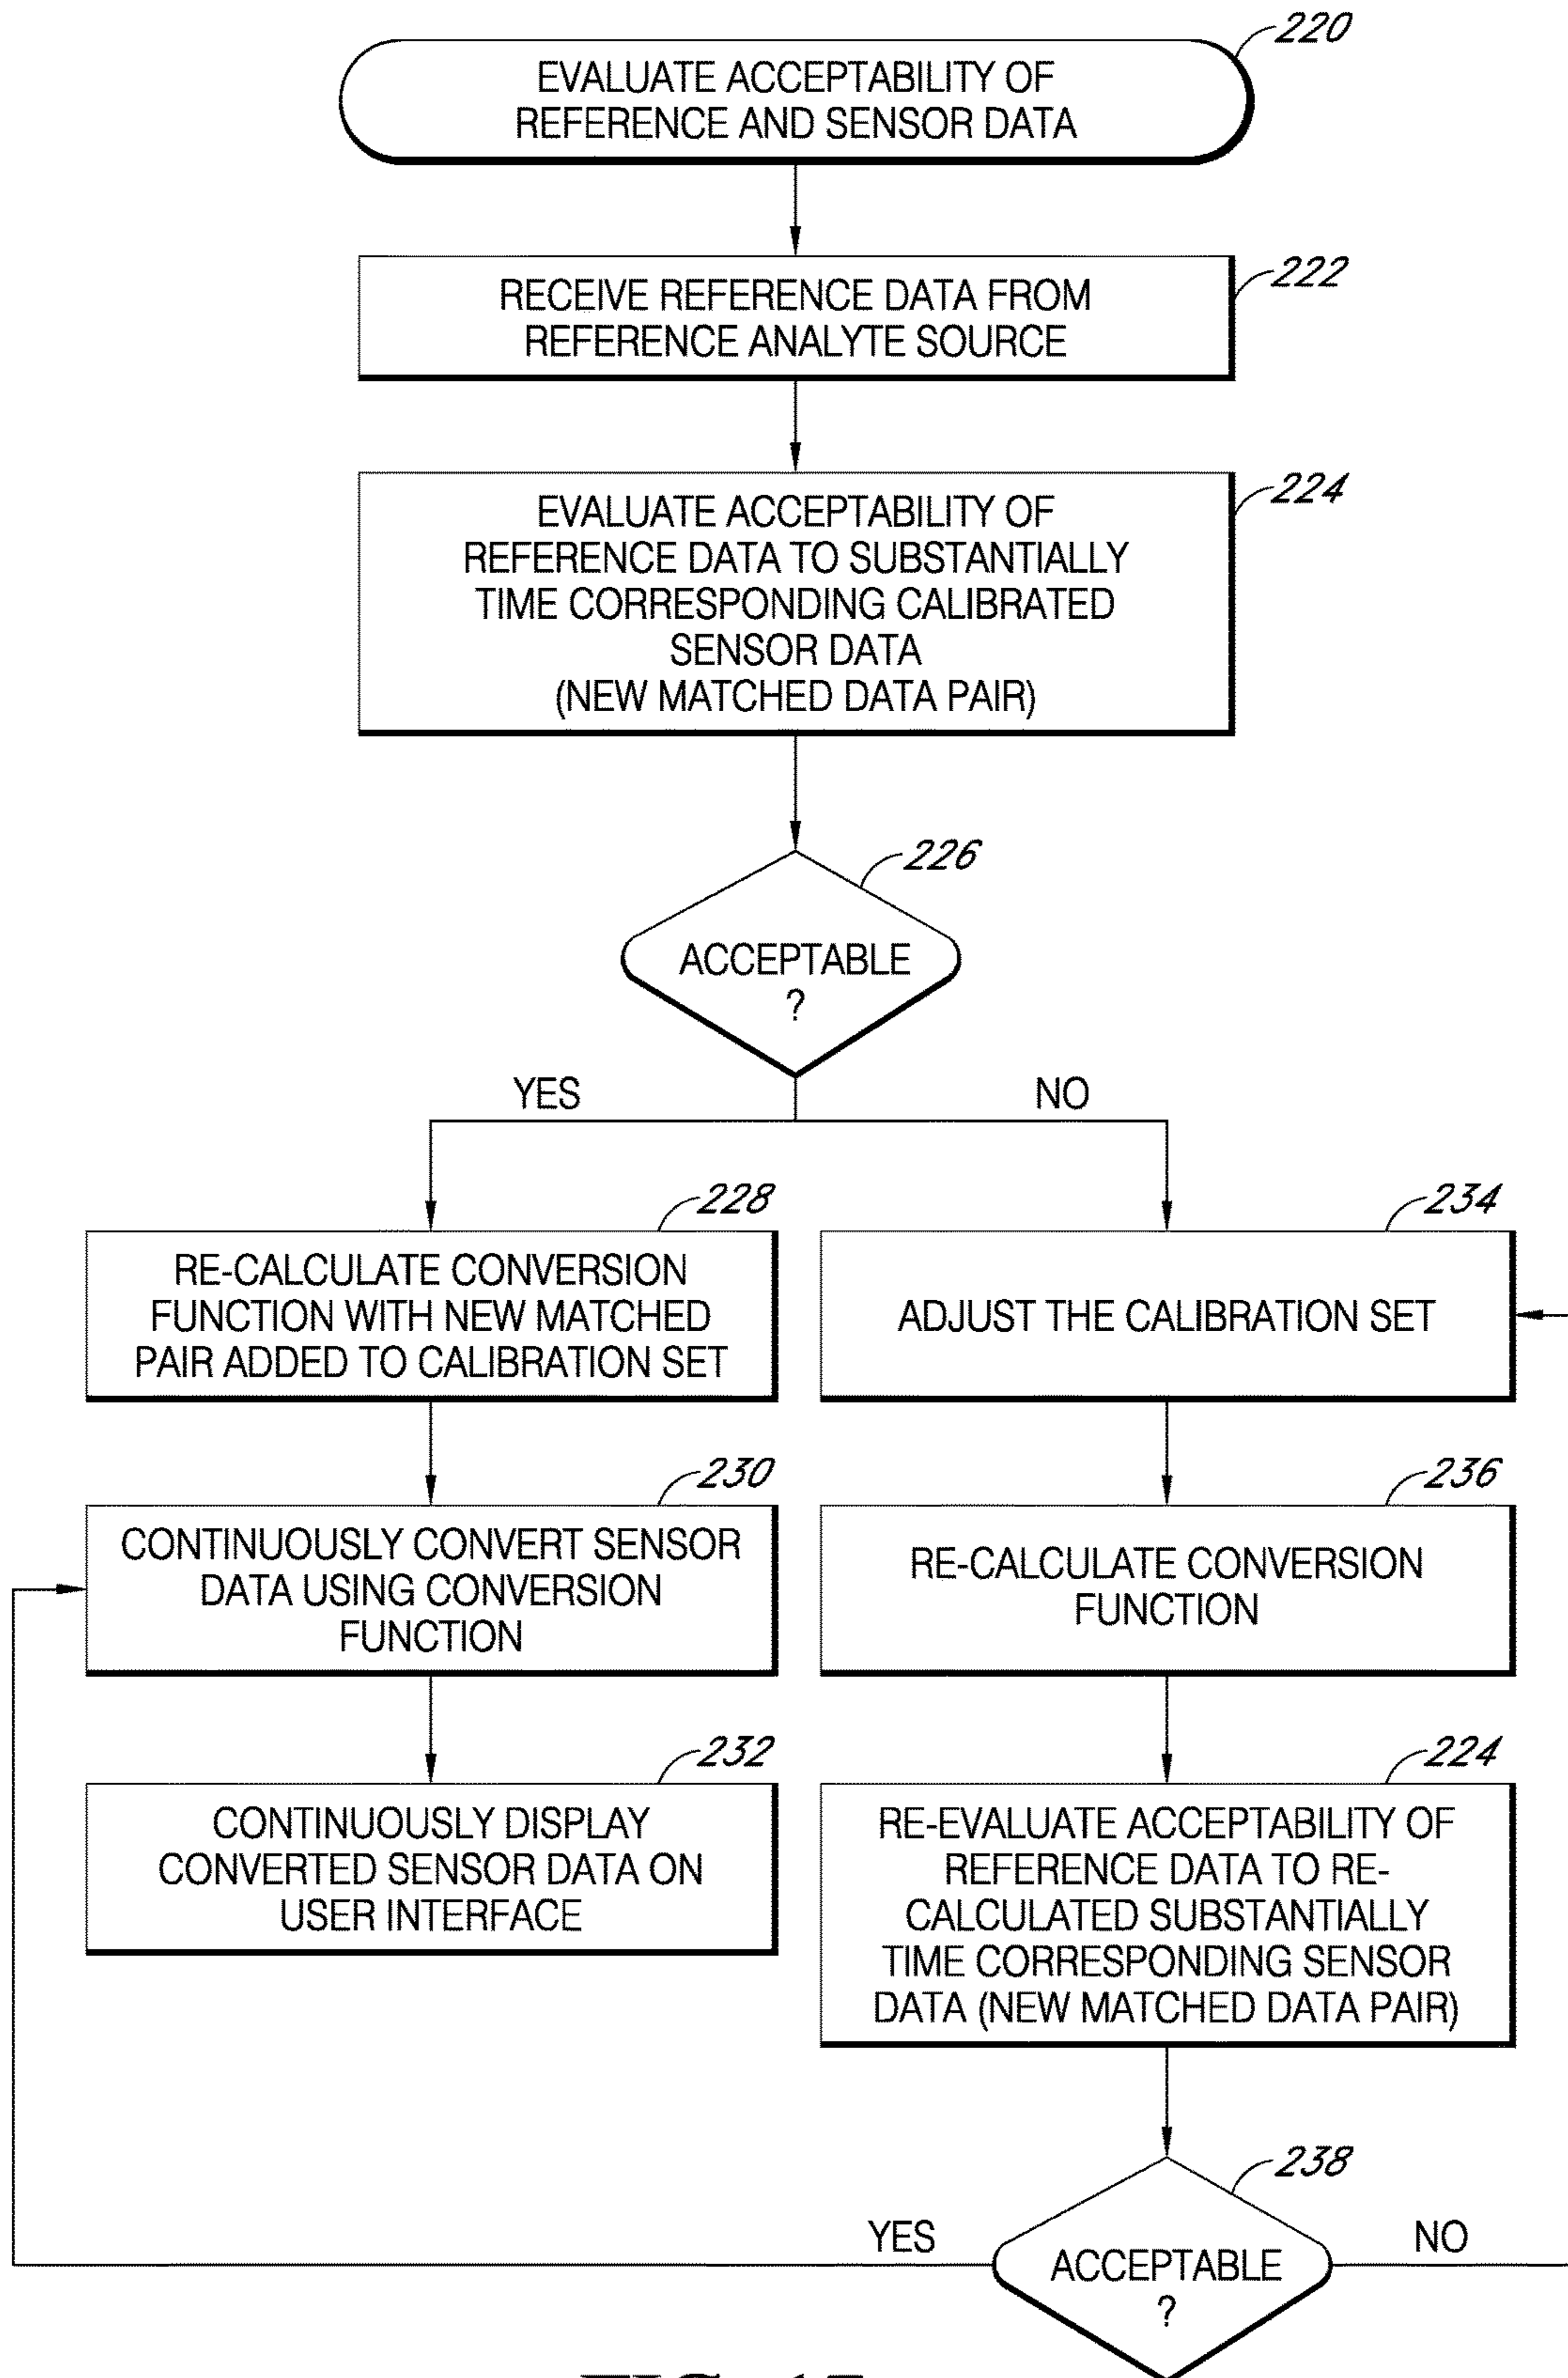 220
EVALUATE ACCEPTABILITY OF
REFERENCE AND SENSOR DATA
222
RECEIVE REFERENCE DATA FROM
REFERENCE ANALYTE SOURCE
224
EVALUATE ACCEPTABILITY OF
REFERENCE DATA TO SUBSTANTIALLY
TIME CORRESPONDING CALIBRATED
SENSOR DATA
(NEW MATCHED DATA PAIR)
226
ACCEPTABLE
?
YES
NO
228
RE-CALCULATE CONVERSION
FUNCTION WITH NEW MATCHED
PAIR ADDED TO CALIBRATION SET
234
ADJUST THE CALIBRATION SET
230
CONTINUOUSLY CONVERT SENSOR
DATA USING CONVERSION
FUNCTION
236
RE-CALCULATE CONVERSION
FUNCTION
232
CONTINUOUSLY DISPLAY
CONVERTED SENSOR DATA ON
USER INTERFACE
224
RE-EVALUATE ACCEPTABILITY OF
REFERENCE DATA TO RE-
CALCULATED SUBSTANTIALLY
TIME CORRESPONDING SENSOR
DATA (NEW MATCHED DATA PAIR)
238
YES
ACCEPTABLE
?
NO